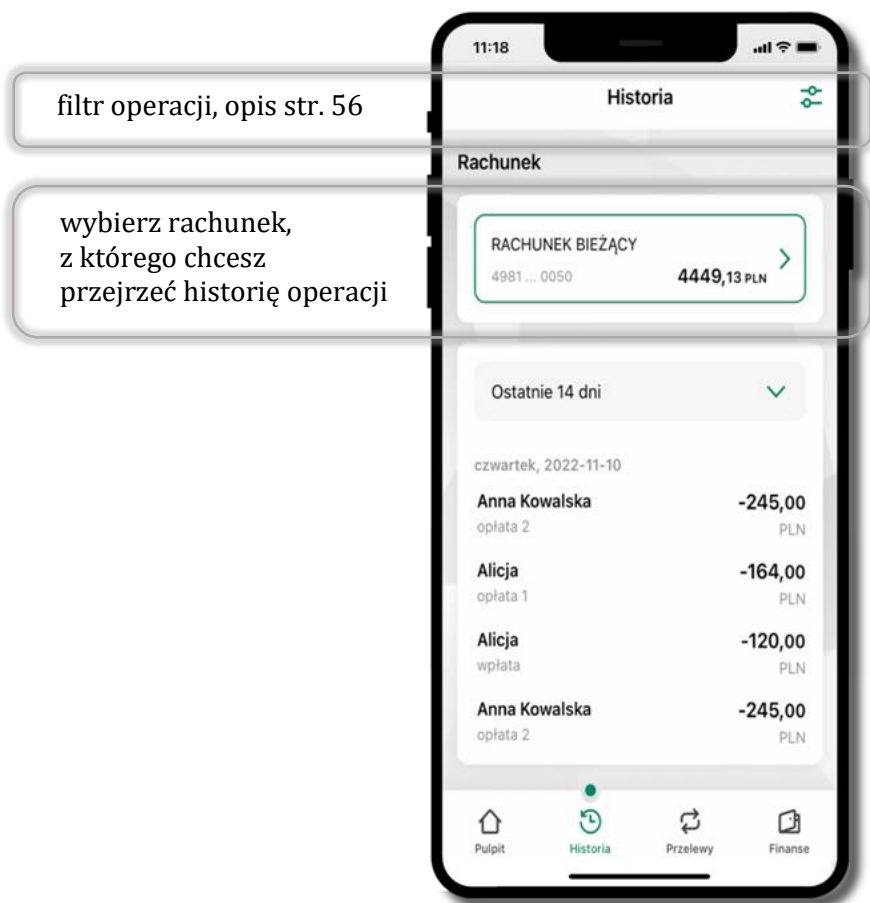 11:18
filtr operacji, opis str. 56
Historia
Rachunek
wybierz rachunek,
z którego chcesz
przejrzeć historię operacji
RACHUNEK BIEŻĄCY
4981 ... 0050
4449,13 PLN
Ostatnie 14 dni
czwartek, 2022-11-10
Anna Kowalska -245,00
opłata 2 PLN
Alicja -164,00
opłata 1 PLN
Alicja -120,00
wpłata PLN
Anna Kowalska -245,00
opłata 2 PLN
Pulpit Historia Przelewy Finanse